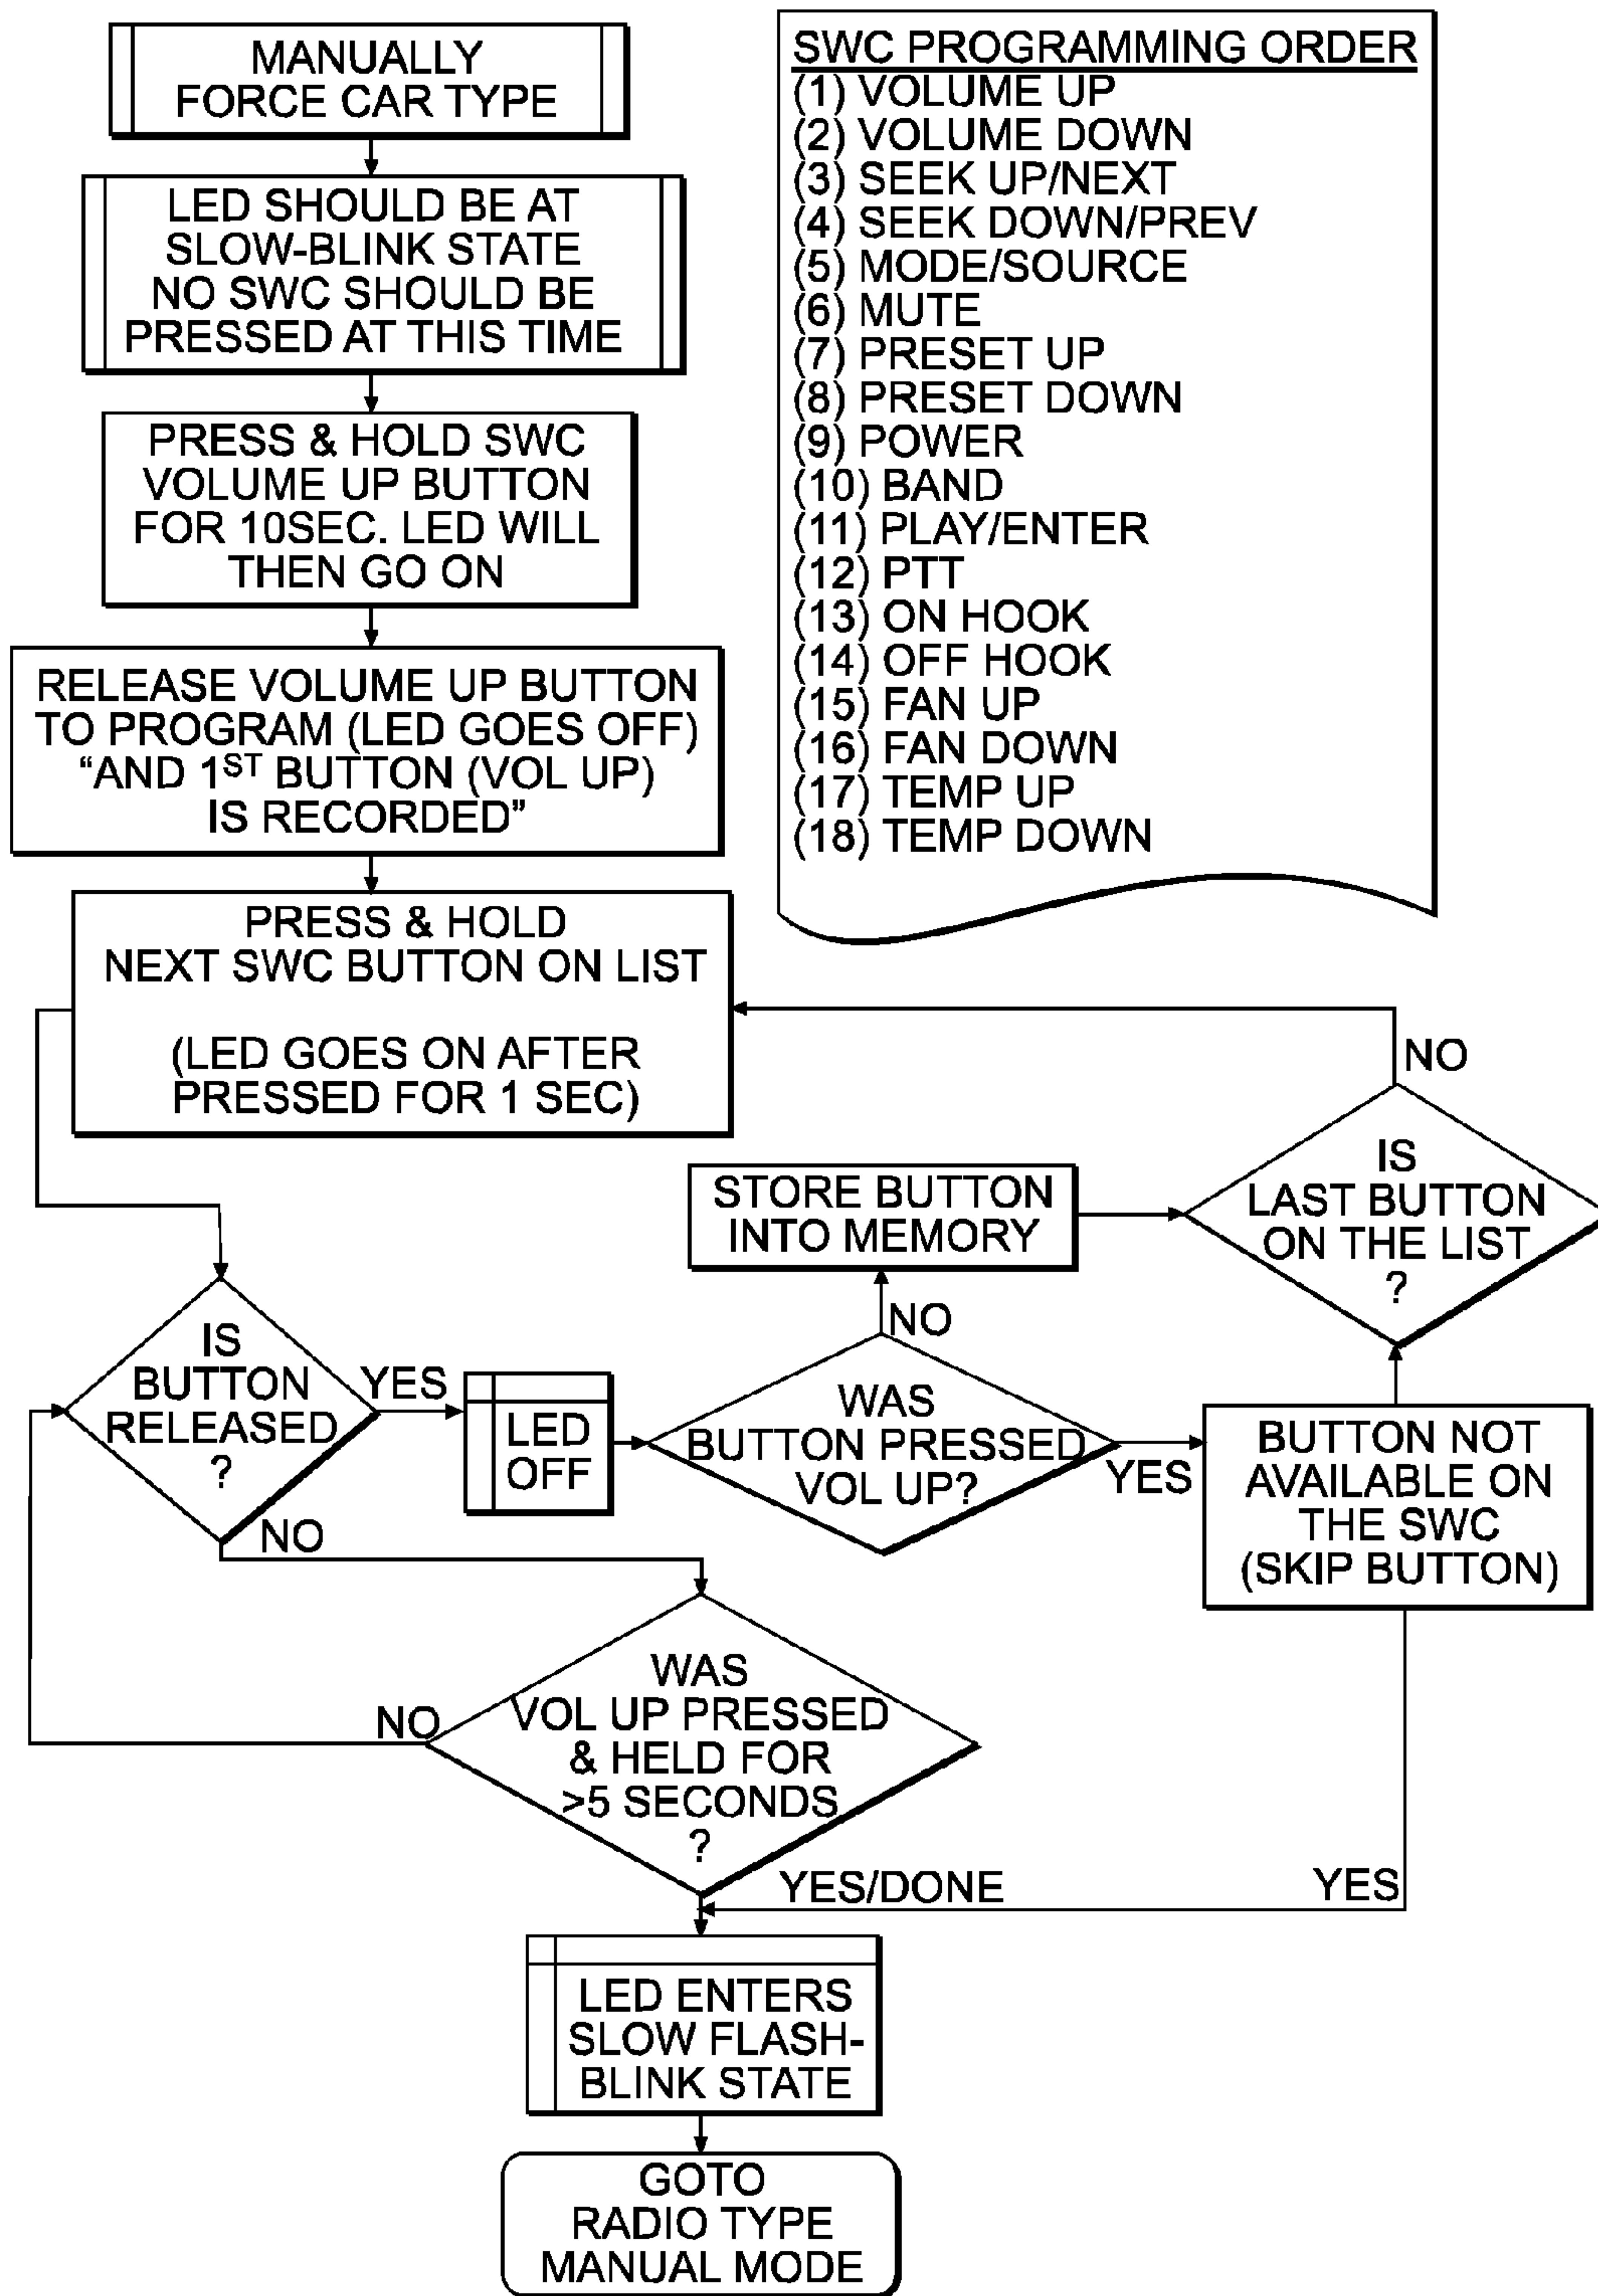 MANUALLY
FORCE CAR TYPE
LED SHOULD BE AT
SLOW-BLINK STATE
NO SWC SHOULD BE
PRESSED AT THIS TIME
PRESS & HOLD SWC
VOLUME UP BUTTON
FOR 10SEC. LED WILL
THEN GO ON
RELEASE VOLUME UP BUTTON
TO PROGRAM (LED GOES OFF)
“AND 1ST BUTTON (VOL UP)
IS RECORDED”
PRESS & HOLD
NEXT SWC BUTTON ON LIST
(LED GOES ON AFTER
PRESSED FOR 1 SEC)
SWC PROGRAMMING ORDER
(1) VOLUME UP
(2) VOLUME DOWN
(3) SEEK UP/NEXT
(4) SEEK DOWN/PREV
(5) MODE/SOURCE
(6) MUTE
(7) PRESET UP
(8) PRESET DOWN
(9) POWER
(10) BAND
(11) PLAY/ENTER
(12) PTT
(13) ON HOOK
(14) OFF HOOK
(15) FAN UP
(16) FAN DOWN
(17) TEMP UP
(18) TEMP DOWN
NO
IS
LAST BUTTON
ON THE LIST
?
STORE BUTTON
INTO MEMORY
NO
IS
BUTTON
RELEASED
?
YES
NO
LED
OFF
WAS
BUTTON PRESSED
VOL UP?
YES
BUTTON NOT
AVAILABLE ON
THE SWC
(SKIP BUTTON)
WAS
VOL UP PRESSED
& HELD FOR
>5 SECONDS
?
NO
YES/DONE
YES
LED ENTERS
SLOW FLASH-
BLINK STATE
GOTO
RADIO TYPE
MANUAL MODE